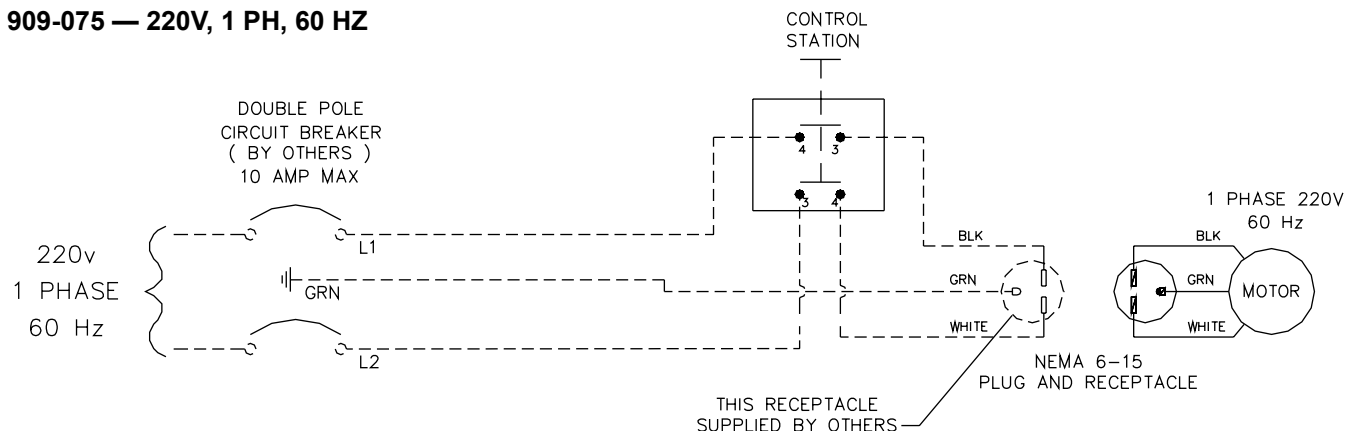 909-075 — 220V, 1 PH, 60 HZ
CONTROL
STATION
DOUBLE POLE
CIRCUIT BREAKER
( BY OTHERS )
10 AMP MAX
4 3
3 4
1 PHASE 220V
60 Hz
220v
1 PHASE
60 Hz
L1
GRN
L2
BLK
GRN
WHITE
BLK
GRN
WHITE
MOTOR
NEMA 6-15
PLUG AND RECEPTACLE
THIS RECEPTACLE
SUPPLIED BY OTHERS